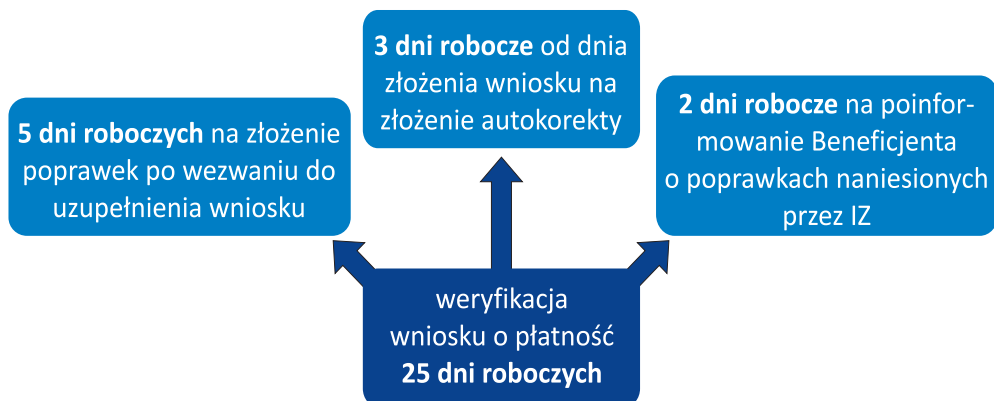 5 dni roboczych na złożenie
poprawek po wezwaniu do
uzupełnienia wniosku
3 dni robocze od dnia
złożenia wniosku na
złożenie autokorekty
2 dni robocze na poinfor-
mowanie Beneficjenta
o poprawkach naniesionych
przez IZ
weryfikacja
wniosku o płatność
25 dni roboczych